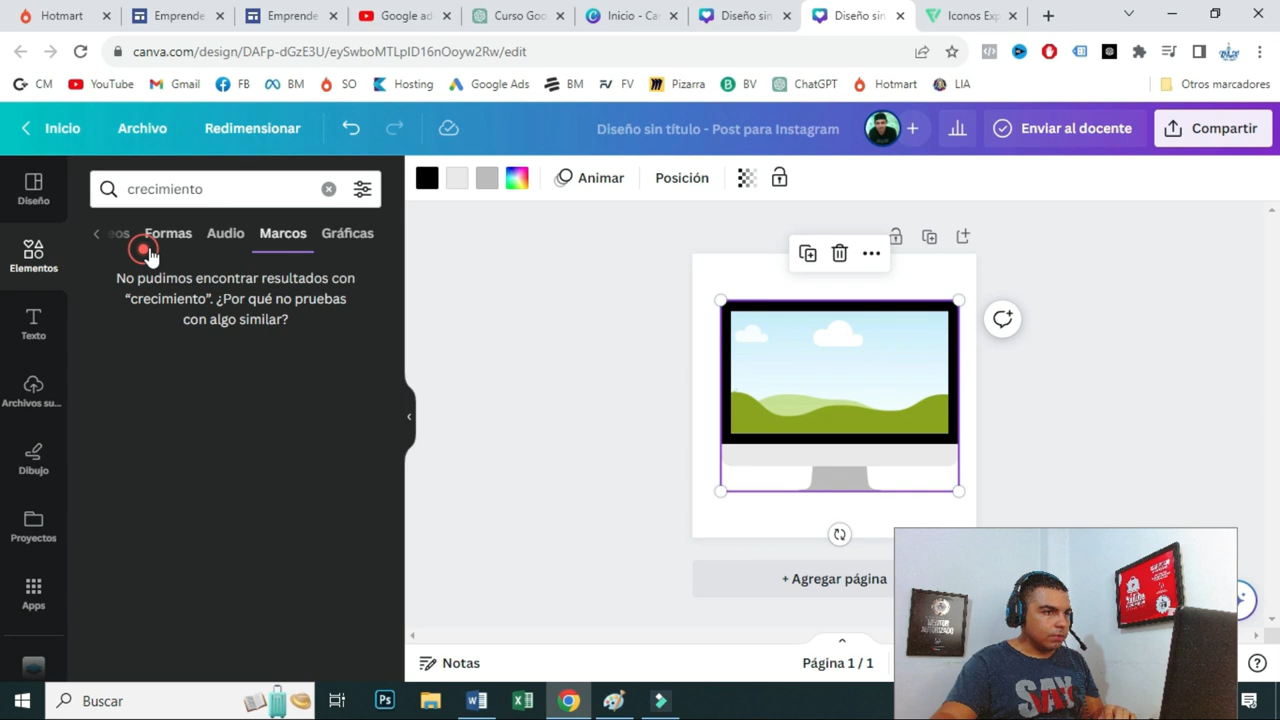 Hotmart
Emprende
Emprende
Google ad
Curso Goo
Inicio - Ca
Diseño sin
Diseño sin
Iconos Exp
canva.com/design/DAFp-dGzE3U/eySwboMTLpID16nOoyw2Rw/edit
CM
YouTube
Gmail
FB
BM
SO
Hosting
Google Ads
BM
FV
Pizarra
BV
ChatGPT
Hotmart
LIA
Otros marcadores
Inicio
Archivo
Redimensionar
Diseño sin título - Post para Instagram
Enviar al docente
Compartir
Diseño
Elementos
Texto
Archivos su...
Dibujo
Proyectos
Apps
crecimiento
eos
Formas
Audio
Marcos
Gráficas
No pudimos encontrar resultados con
“crecimiento”. ¿Por qué no pruebas
con algo similar?
Animar
Posición
+ Agregar página
Notas
Página 1 / 1
MENTOR
AUTORIZADO
SAY
Buscar